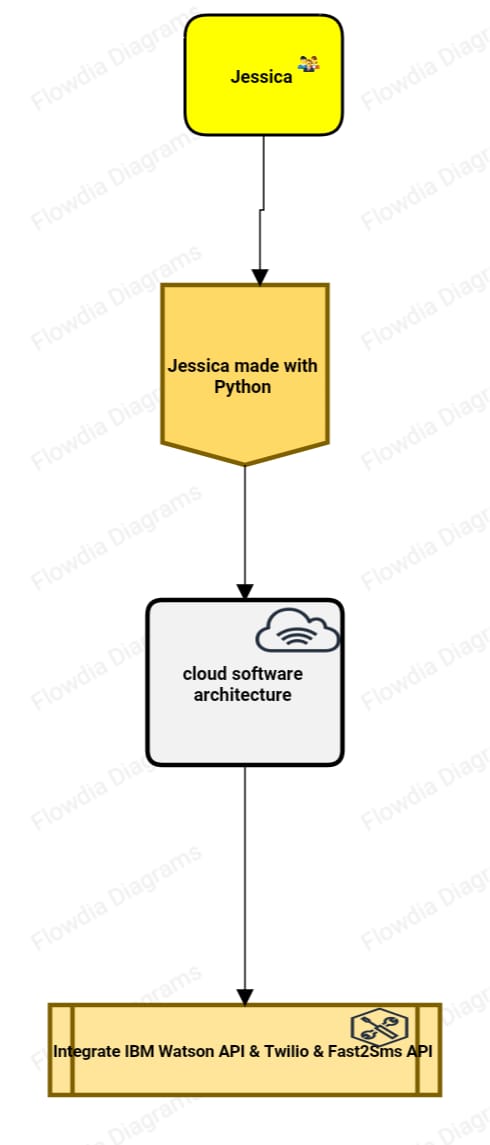 Jessica
Jessica made with
Python
cloud software
architecture
Integrate IBM Watson API & Twilio & Fast2Sms API
Flowdia Diagrams